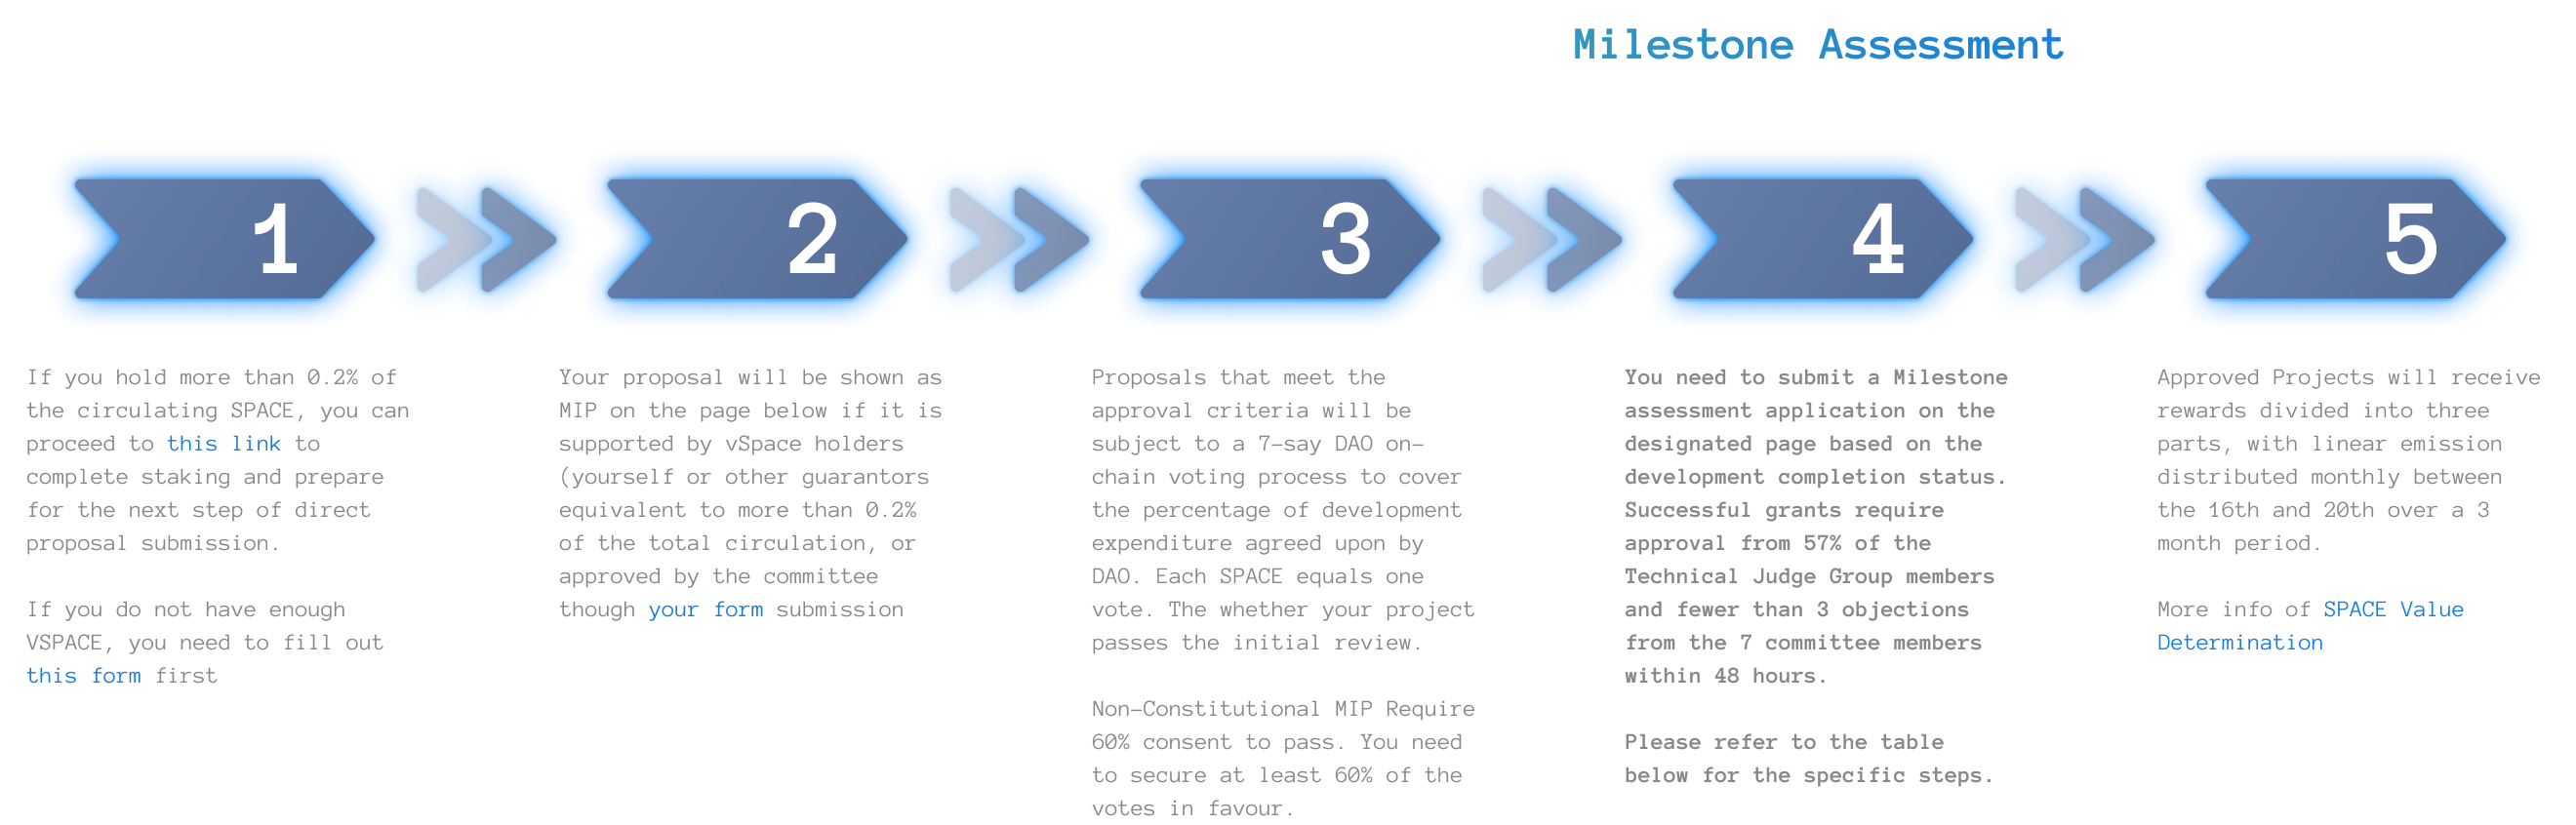 Milestone Assessment
1
2
3
4
5
If you hold more than 0.2% of
the circulating SPACE, you can
proceed to this link to
complete staking and prepare
for the next step of direct
proposal submission.
If you do not have enough
VSPACE, you need to fill out
this form first
Your proposal will be shown as
MIP on the page below if it is
supported by vSpace holders
(yourself or other guarantors
equivalent to more than 0.2%
of the total circulation, or
approved by the committee
though your form submission
Proposals that meet the
approval criteria will be
subject to a 7-say DAO on-
chain voting process to cover
the percentage of development
expenditure agreed upon by
DAO. Each SPACE equals one
vote. The whether your project
passes the initial review.
Non-Constitutional MIP Require
60% consent to pass. You need
to secure at least 60% of the
votes in favour.
You need to submit a Milestone
assessment application on the
designated page based on the
development completion status.
Successful grants require
approval from 57% of the
Technical Judge Group members
and fewer than 3 objections
from the 7 committee members
within 48 hours.
Please refer to the table
below for the specific steps.
Approved Projects will receive
rewards divided into three
parts, with linear emission
distributed monthly between
the 16th and 20th over a 3
month period.
More info of SPACE Value
Determination